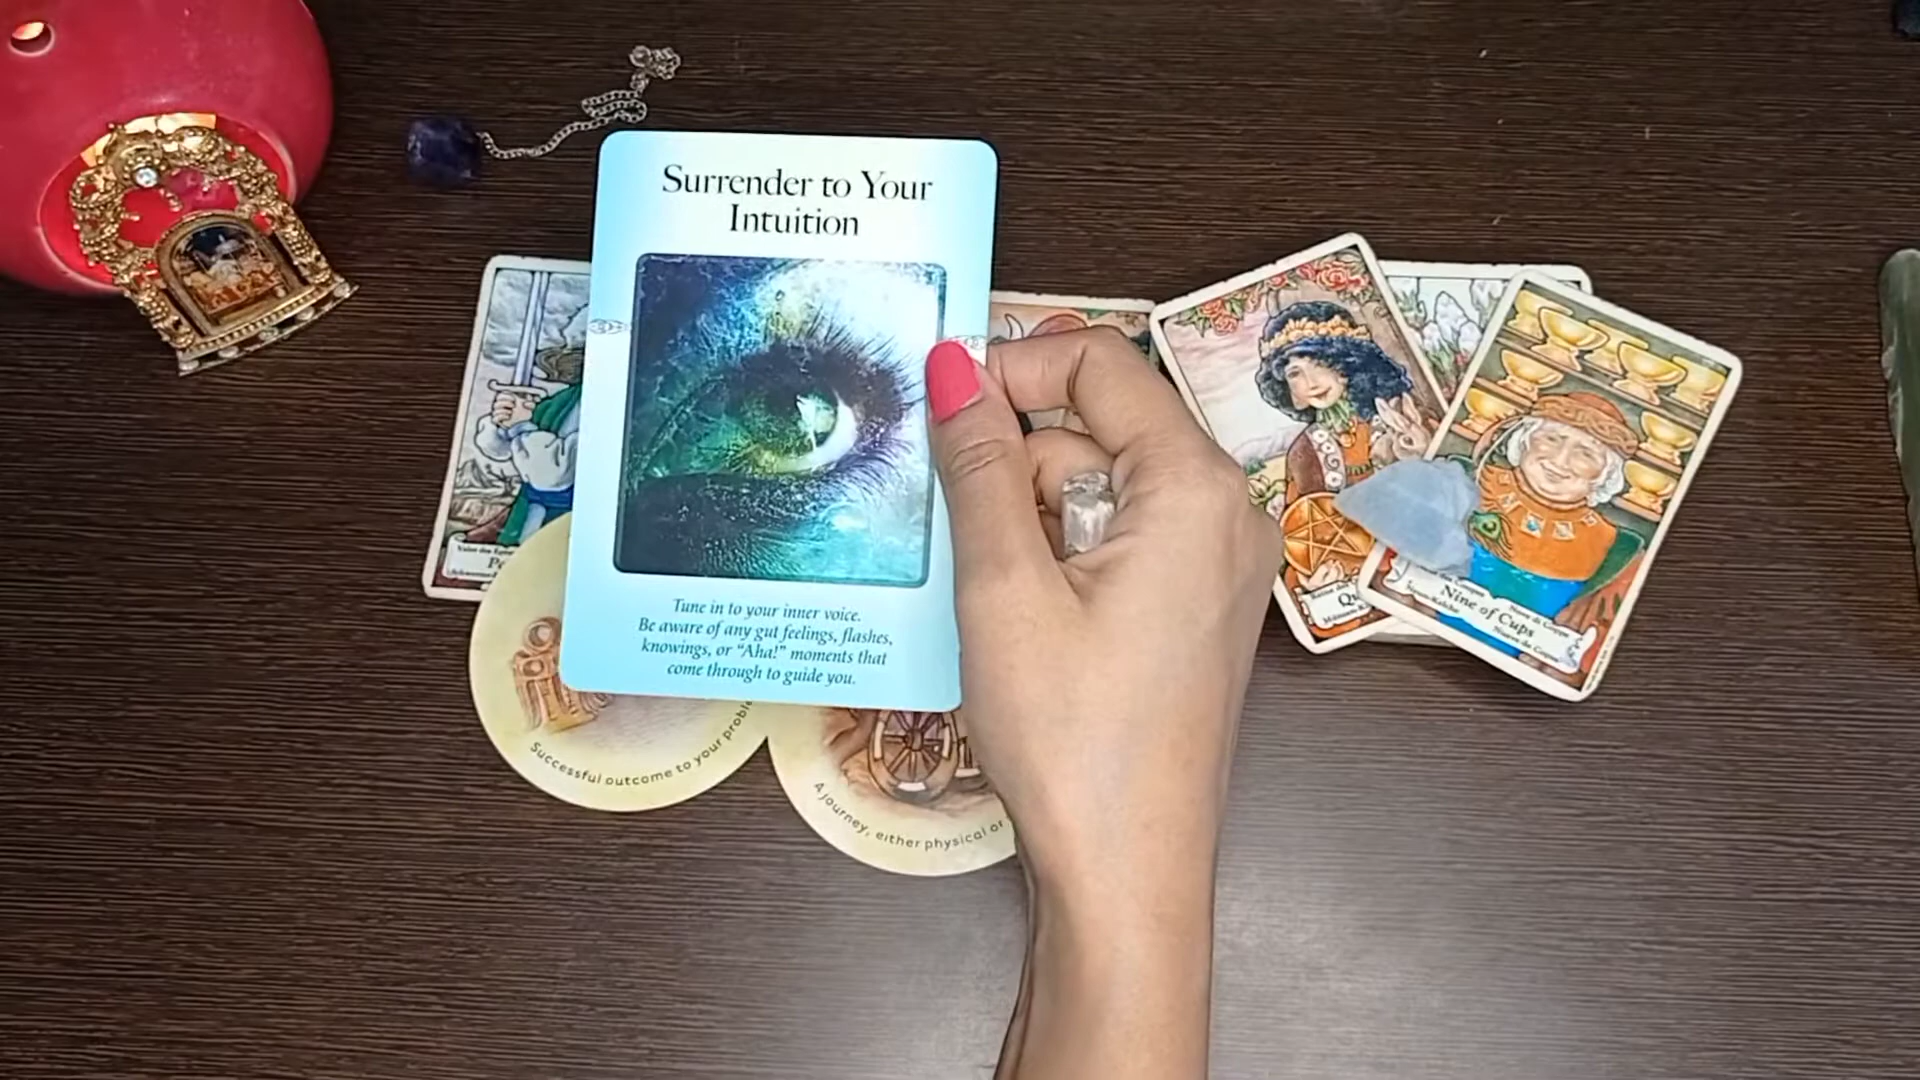 Surrender to Your
Intuition
Tune in to your inner voice.
Be aware of any gut feelings, flashes,
knowings, or “Aha!” moments that
come through to guide you.
Successful outcome to your
A journey, either physical or
Nine of Cups